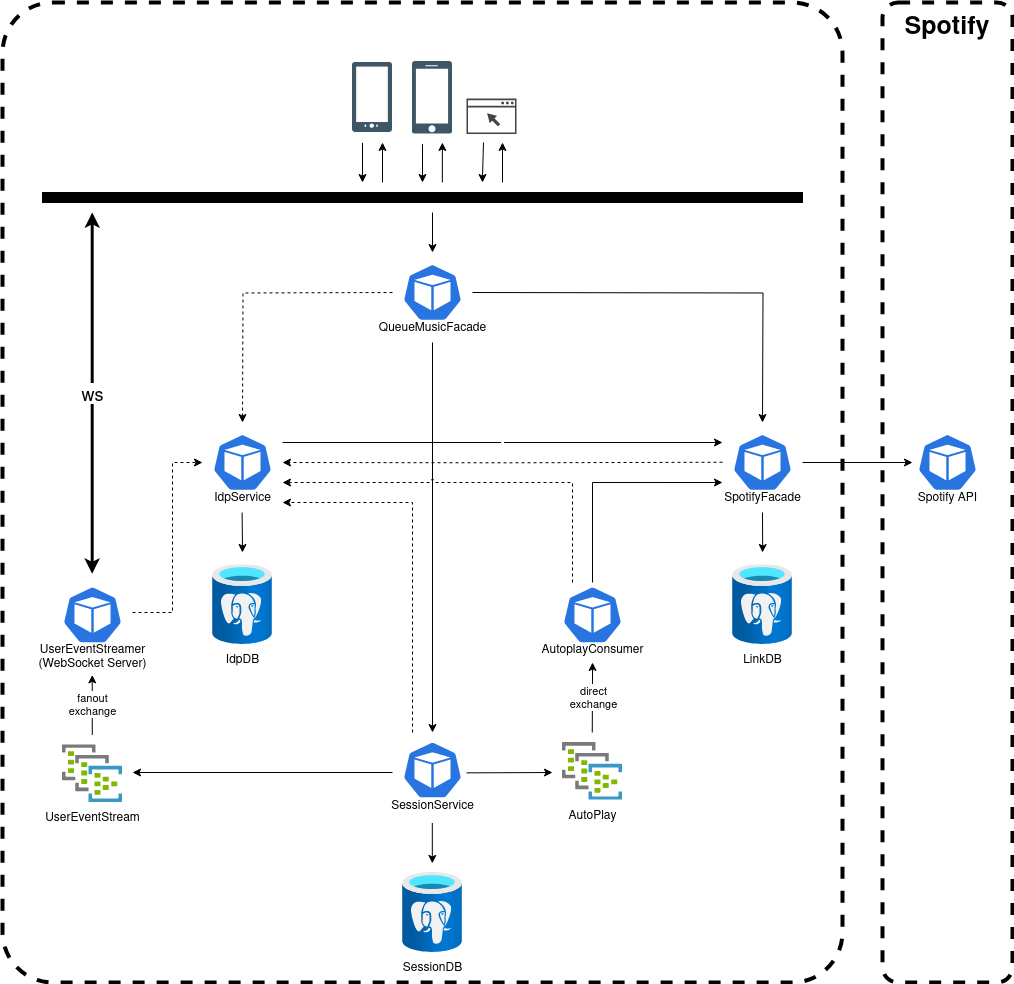 Spotify
QueueMusicFacade
WS
IdpService
SpotifyFacade
Spotify API
UserEventStreamer
(WebSocket Server)
IdpDB
AutoplayConsumer
LinkDB
fanout
exchange
direct
exchange
UserEventStream
SessionService
AutoPlay
SessionDB